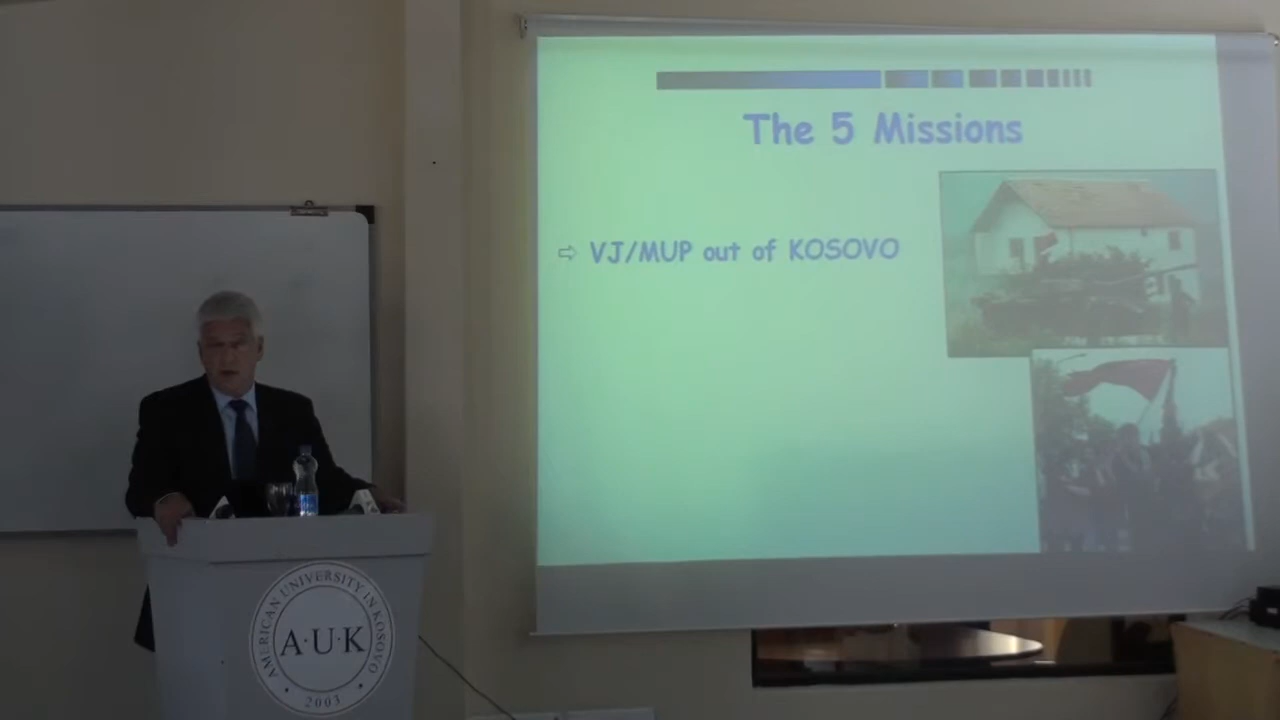 The 5 Missions
⇨ VJ/MUP out of KOSOVO
AMERICAN UNIVERSITY IN KOSOVO
A·U·K
• 2003 •